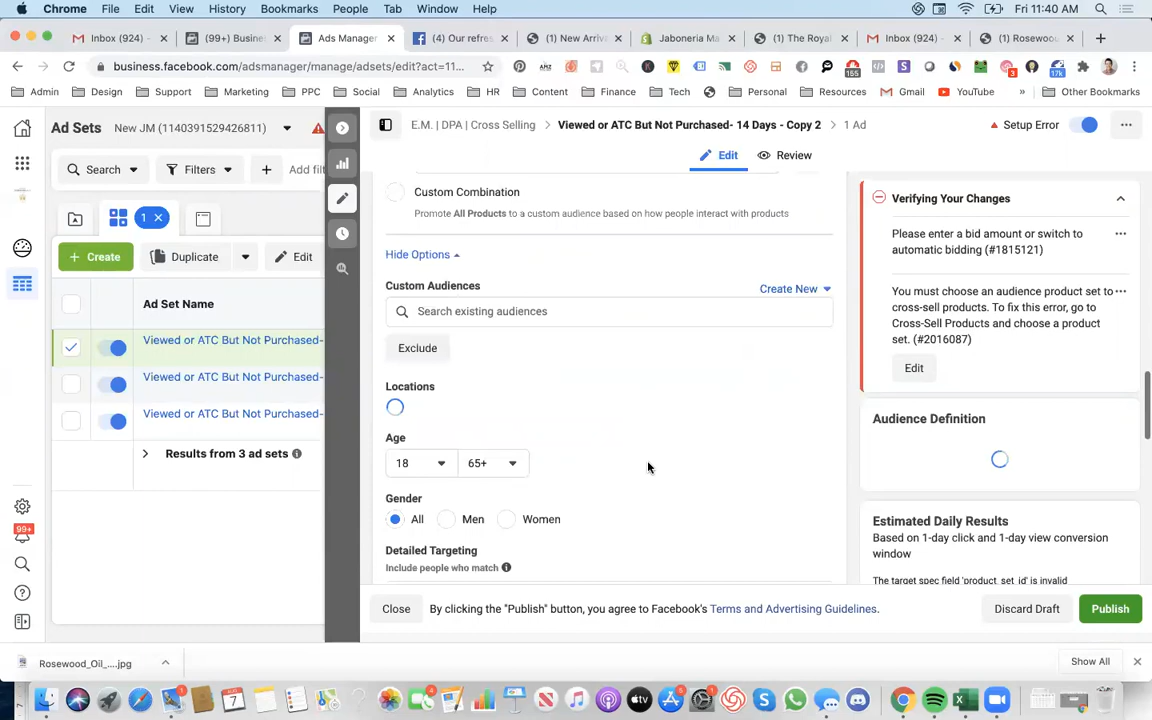 Chrome File Edit View History Bookmarks People Tab Window Help Fri 11:40 AM
Inbox (924) - (99+) Busine: Ads Manager (4) Our refre: (1) New Arriva Jaboneria Ma (1) The Royal Inbox (924) - (1) Rosewoo
business.facebook.com/adsmanager/manage/adsets/edit?act=11...
165 3 17k
Admin Design Support Marketing PPC Social Analytics HR Content Finance Tech Personal Resources Gmail YouTube » Other Bookmarks
Ad Sets New JM (1140391529426811)
E.M. | DPA | Cross Selling Viewed or ATC But Not Purchased- 14 Days - Copy 2 1 Ad Setup Error
Edit Review
Search Filters Add filt
1
Create Duplicate Edit
Ad Set Name
Viewed or ATC But Not Purchased-
Viewed or ATC But Not Purchased-
Viewed or ATC But Not Purchased-
Results from 3 ad sets
99+
Custom Combination
Promote All Products to a custom audience based on how people interact with products
Hide Options
Custom Audiences Create New
Search existing audiences
Exclude
Locations
Age
18 65+
Gender
All Men Women
Detailed Targeting
Include people who match
Verifying Your Changes
Please enter a bid amount or switch to
automatic bidding (#1815121)
You must choose an audience product set to
cross-sell products. To fix this error, go to
Cross-Sell Products and choose a product
set. (#2016087)
Edit
Audience Definition
Estimated Daily Results
Based on 1-day click and 1-day view conversion
window
The target spec field 'product_set_id' is invalid
Close By clicking the "Publish" button, you agree to Facebook's Terms and Advertising Guidelines. Discard Draft Publish
Rosewood_Oil_....jpg Show All